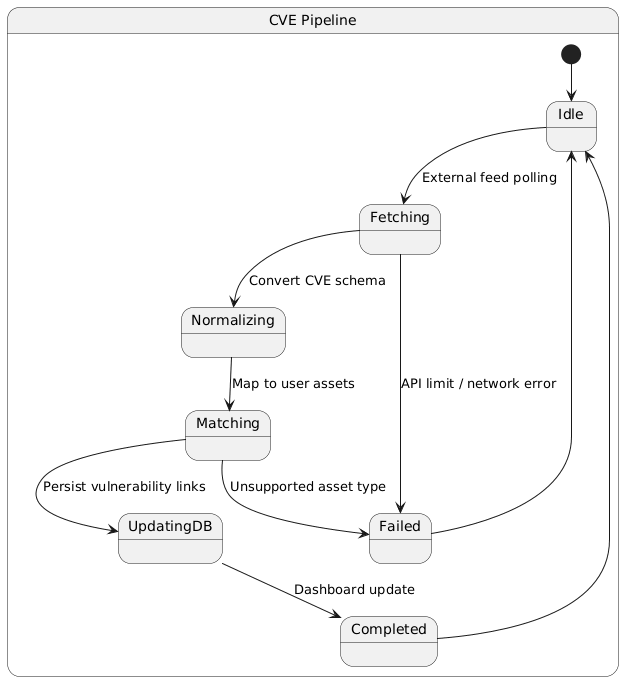 CVE Pipeline
Idle
External feed polling
Fetching
Convert CVE schema
Normalizing
Map to user assets
API limit / network error
Matching
Persist vulnerability links
Unsupported asset type
UpdatingDB
Failed
Dashboard update
Completed